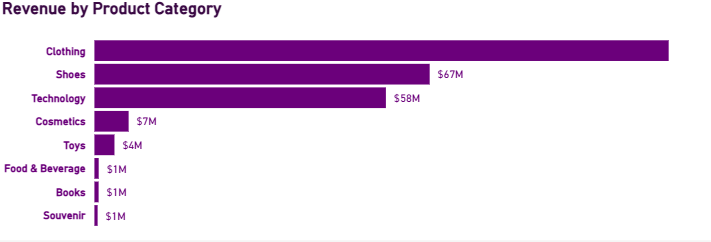 Revenue by Product Category
Clothing
Shoes $67M
Technology $58M
Cosmetics $7M
Toys $4M
Food & Beverage $1M
Books $1M
Souvenir $1M